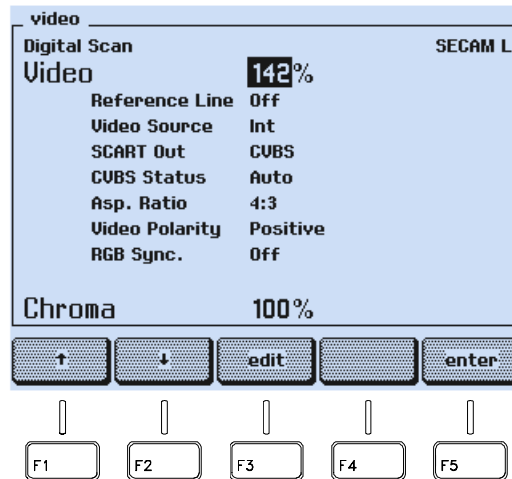 video
Digital Scan SECAM L
Video 142%
Reference Line Off
Video Source Int
SCART Out CVBS
CVBS Status Auto
Asp. Ratio 4:3
Video Polarity Positive
RGB Sync. Off
Chroma 100%
↑ ↓ edit enter
F1 F2 F3 F4 F5